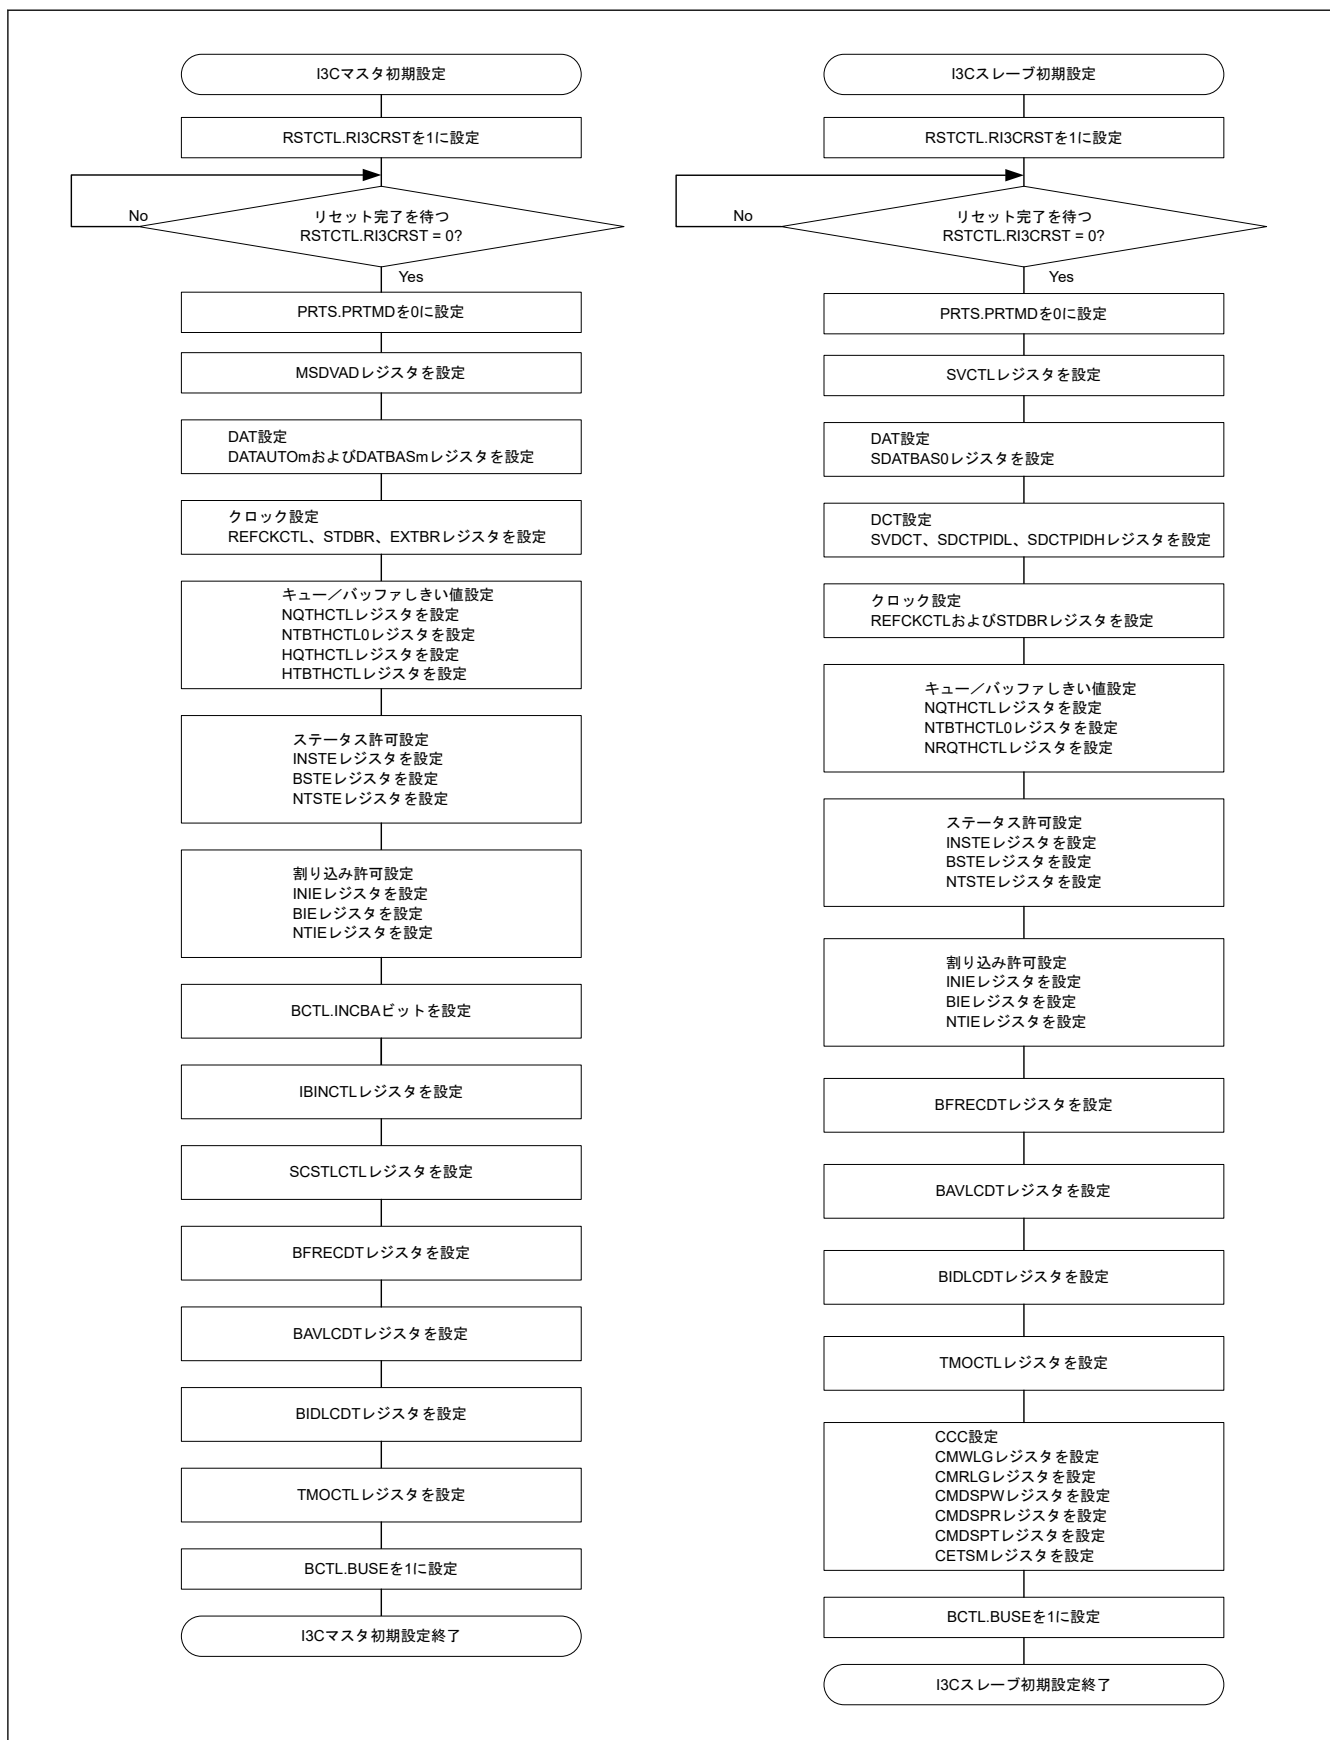 I3Cマスタ初期設定
RSTCTL.RI3CRSTを1に設定
No
リセット完了を待つ
RSTCTL.RI3CRST = 0?
Yes
PRTS.PRTMDを0に設定
MSDVADレジスタを設定
DAT設定
DATAUTOmおよびDATBASmレジスタを設定
クロック設定
REFCKCTL、STDBR、EXTBRレジスタを設定
キュー／バッファしきい値設定
NQTHCTLレジスタを設定
NTBTHCTL0レジスタを設定
HQTHCTLレジスタを設定
HTBTHCTLレジスタを設定
ステータス許可設定
INSTEレジスタを設定
BSTEレジスタを設定
NTSTEレジスタを設定
割り込み許可設定
INIEレジスタを設定
BIEレジスタを設定
NTIEレジスタを設定
BCTL.INCBAビットを設定
IBINCTLレジスタを設定
SCSTLCTLレジスタを設定
BFRECDTレジスタを設定
BAVLCDTレジスタを設定
BIDLCDTレジスタを設定
TMOCTLレジスタを設定
BCTL.BUSEを1に設定
I3Cマスタ初期設定終了
I3Cスレーブ初期設定
RSTCTL.RI3CRSTを1に設定
No
リセット完了を待つ
RSTCTL.RI3CRST = 0?
Yes
PRTS.PRTMDを0に設定
SVCTLレジスタを設定
DAT設定
SDATBAS0レジスタを設定
DCT設定
SVDCT、SDCTPIDL、SDCTPIDHレジスタを設定
クロック設定
REFCKCTLおよびSTDBRレジスタを設定
キュー／バッファしきい値設定
NQTHCTLレジスタを設定
NTBTHCTL0レジスタを設定
NRQTHCTLレジスタを設定
ステータス許可設定
INSTEレジスタを設定
BSTEレジスタを設定
NTSTEレジスタを設定
割り込み許可設定
INIEレジスタを設定
BIEレジスタを設定
NTIEレジスタを設定
BFRECDTレジスタを設定
BAVLCDTレジスタを設定
BIDLCDTレジスタを設定
TMOCTLレジスタを設定
CCC設定
CMWLGレジスタを設定
CMRLGレジスタを設定
CMDSPWレジスタを設定
CMDSPRレジスタを設定
CMDSPTレジスタを設定
CETSMレジスタを設定
BCTL.BUSEを1に設定
I3Cスレーブ初期設定終了